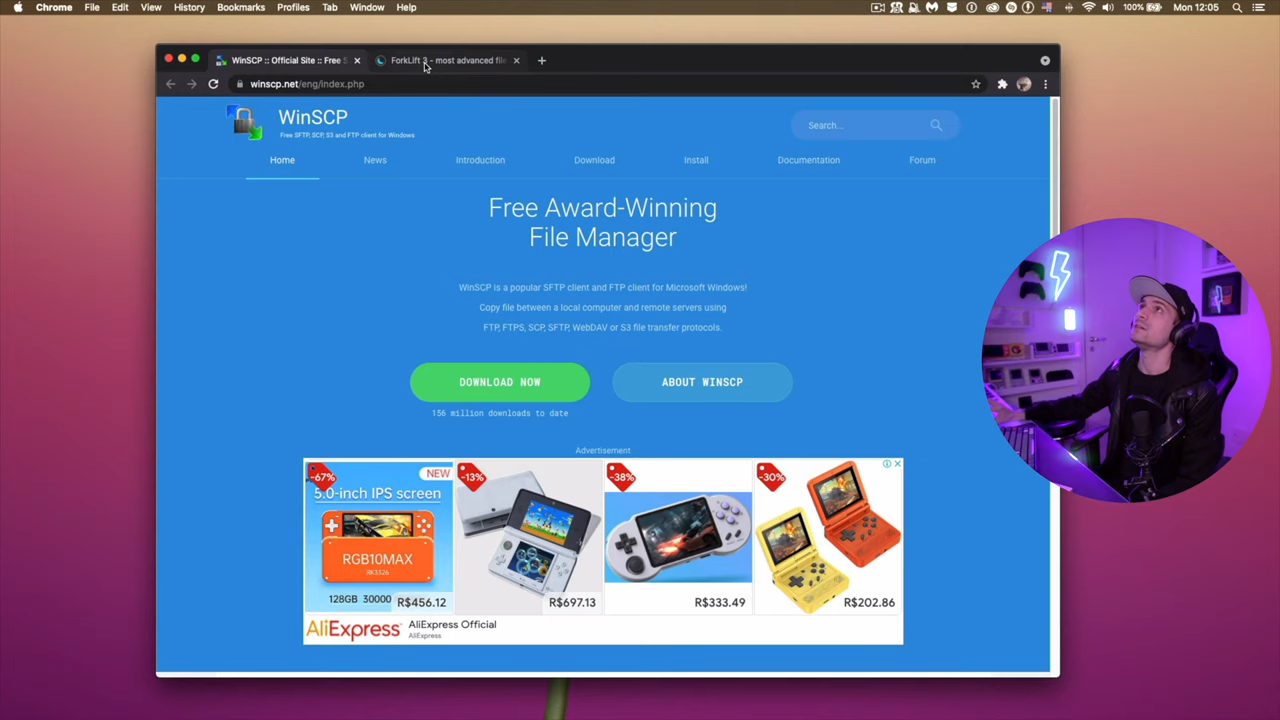 Chrome File Edit View History Bookmarks Profiles Tab Window Help 100% Mon 12:05
WinSCP :: Official Site :: Free S
ForkLift 3 - most advanced file
winscp.net/eng/index.php
WinSCP
Free SFTP, SCP, S3 and FTP client for Windows
Search...
Home News Introduction Download Install Documentation Forum
Free Award-Winning
File Manager
WinSCP is a popular SFTP client and FTP client for Microsoft Windows!
Copy file between a local computer and remote servers using
FTP, FTPS, SCP, SFTP, WebDAV or S3 file transfer protocols.
DOWNLOAD NOW
ABOUT WINSCP
156 million downloads to date
Advertisement
-67% NEW -13% -38% -30%
5.0-inch IPS screen
RGB10MAX
RK3326
128GB 30000 R$456.12 R$697.13 R$333.49 R$202.86
AliExpress
AliExpress Official
AliExpress